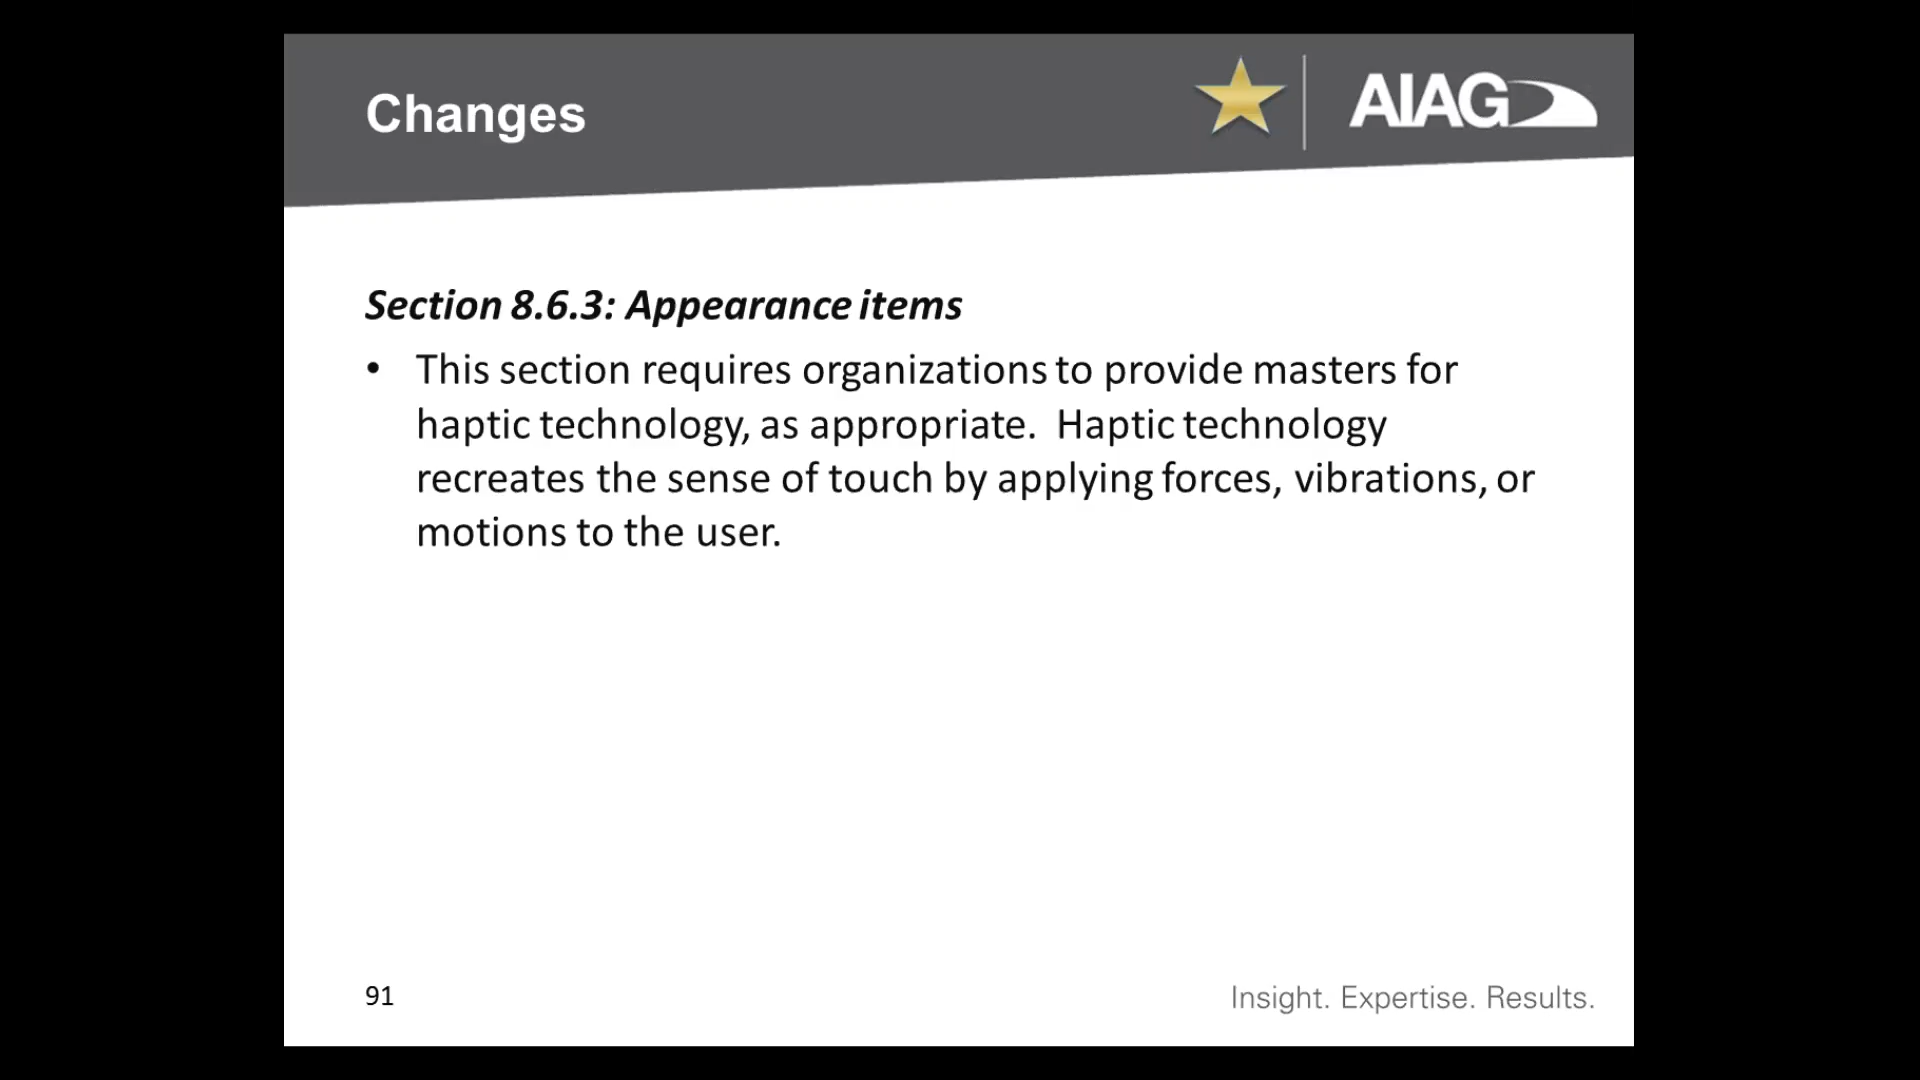 Changes
AIAG
Section 8.6.3: Appearance items
• This section requires organizations to provide masters for
haptic technology, as appropriate.  Haptic technology
recreates the sense of touch by applying forces, vibrations, or
motions to the user.
91
Insight. Expertise. Results.